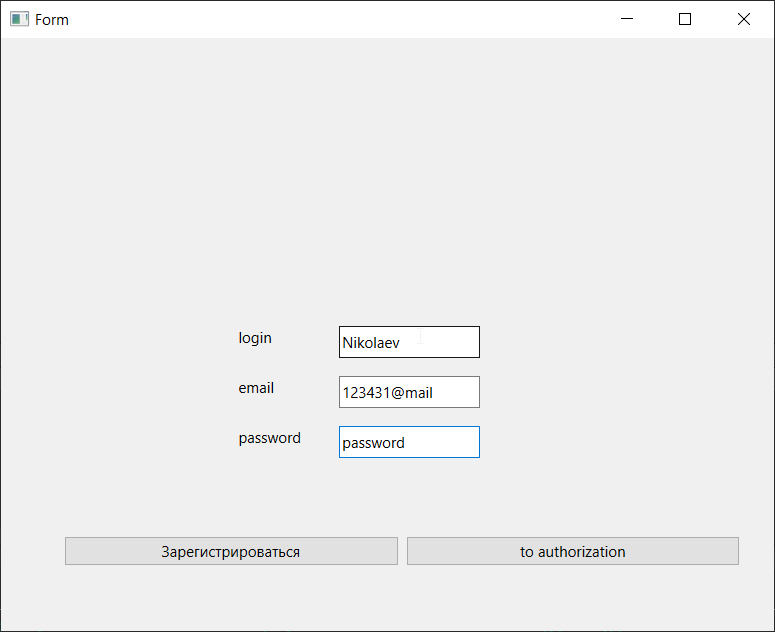 Form
login
Nikolaev
email
123431@mail
password
password
Зарегистрироваться
to authorization